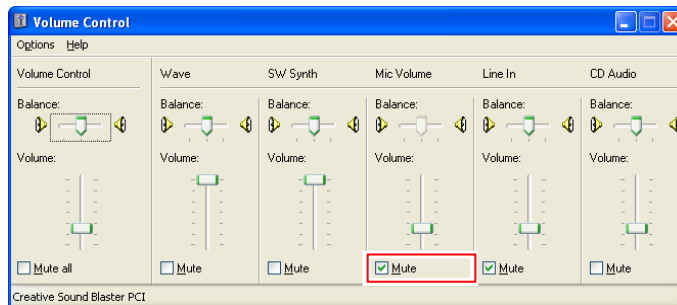 Volume Control
Options Help
Volume Control Wave SW Synth Mic Volume Line In CD Audio
Balance: Balance: Balance: Balance: Balance: Balance:
Volume: Volume: Volume: Volume: Volume: Volume:
Mute all Mute Mute Mute Mute Mute
Creative Sound Blaster PCI